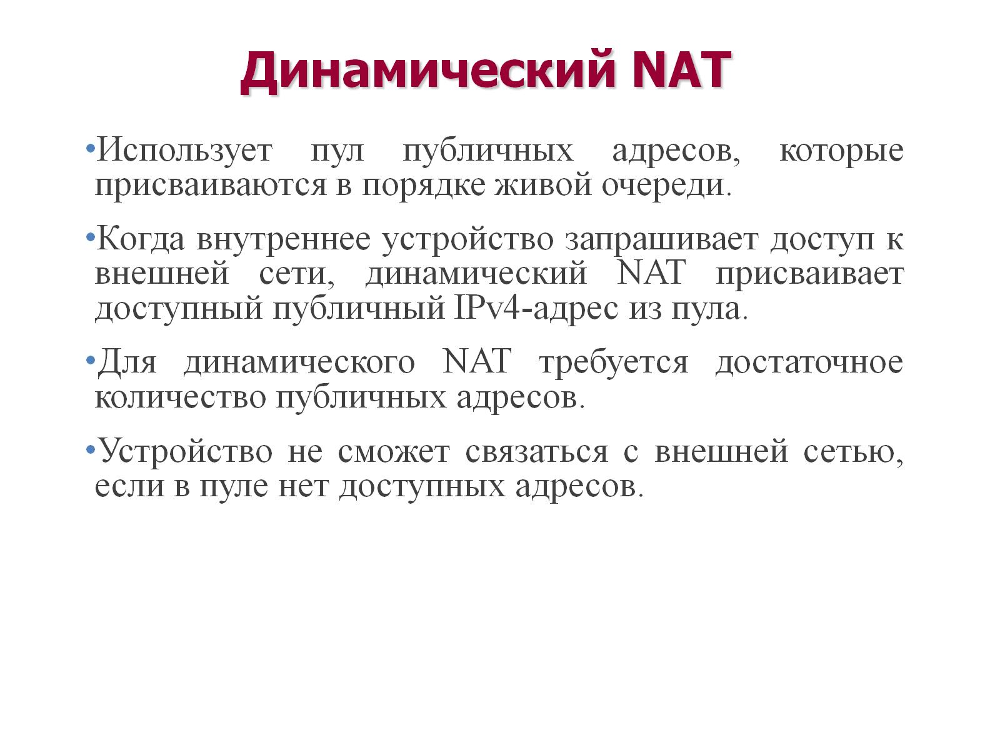 Динамический NAT
•Использует пул публичных адресов, которые
присваиваются в порядке живой очереди.
•Когда внутреннее устройство запрашивает доступ к
внешней сети, динамический NAT присваивает
доступный публичный IPv4-адрес из пула.
•Для динамического NAT требуется достаточное
количество публичных адресов.
•Устройство не сможет связаться с внешней сетью,
если в пуле нет доступных адресов.